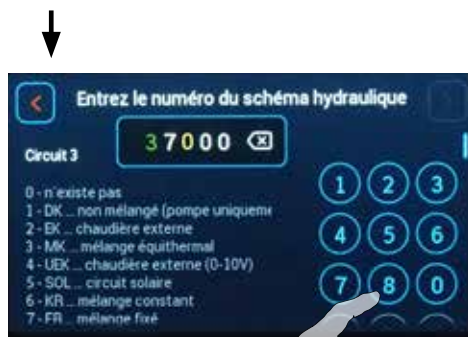 Entrez le numéro du schéma hydraulique
37000
Circuit 3
0 - n'existe pas
1 - DK ... non mélangé (pompe uniqueme
2 - EK ... chaudière externe
3 - MK ... mélange équithermal
4 - UEK ... chaudière externe (0-10V)
5 - SOL ... circuit solaire
6 - KR ... mélange constant
7 - FR ... mélange fixé
1 2 3
4 5 6
7 8 0